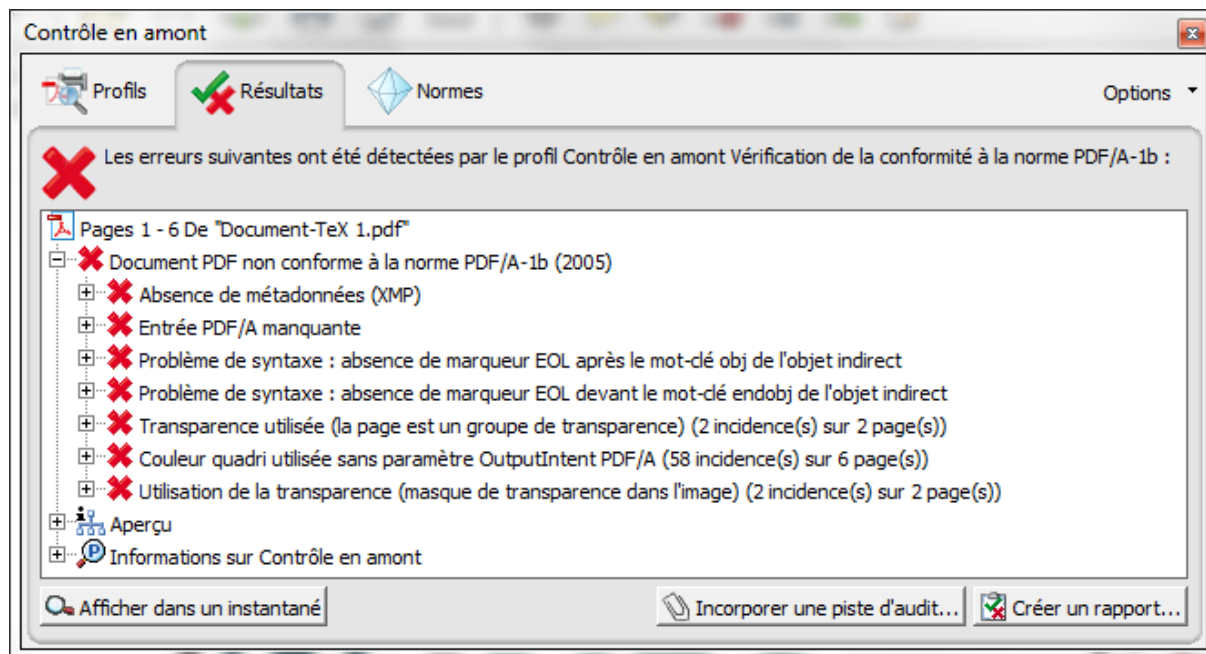 Contrôle en amont
Profils Résultats Normes Options
Les erreurs suivantes ont été détectées par le profil Contrôle en amont Vérification de la conformité à la norme PDF/A-1b :
Pages 1 - 6 De "Document-TeX 1.pdf"
Document PDF non conforme à la norme PDF/A-1b (2005)
Absence de métadonnées (XMP)
Entrée PDF/A manquante
Problème de syntaxe : absence de marqueur EOL après le mot-clé obj de l'objet indirect
Problème de syntaxe : absence de marqueur EOL devant le mot-clé endobj de l'objet indirect
Transparence utilisée (la page est un groupe de transparence) (2 incidence(s) sur 2 page(s))
Couleur quadri utilisée sans paramètre OutputIntent PDF/A (58 incidence(s) sur 6 page(s))
Utilisation de la transparence (masque de transparence dans l'image) (2 incidence(s) sur 2 page(s))
Aperçu
Informations sur Contrôle en amont
Afficher dans un instantané Incorporer une piste d'audit... Créer un rapport...